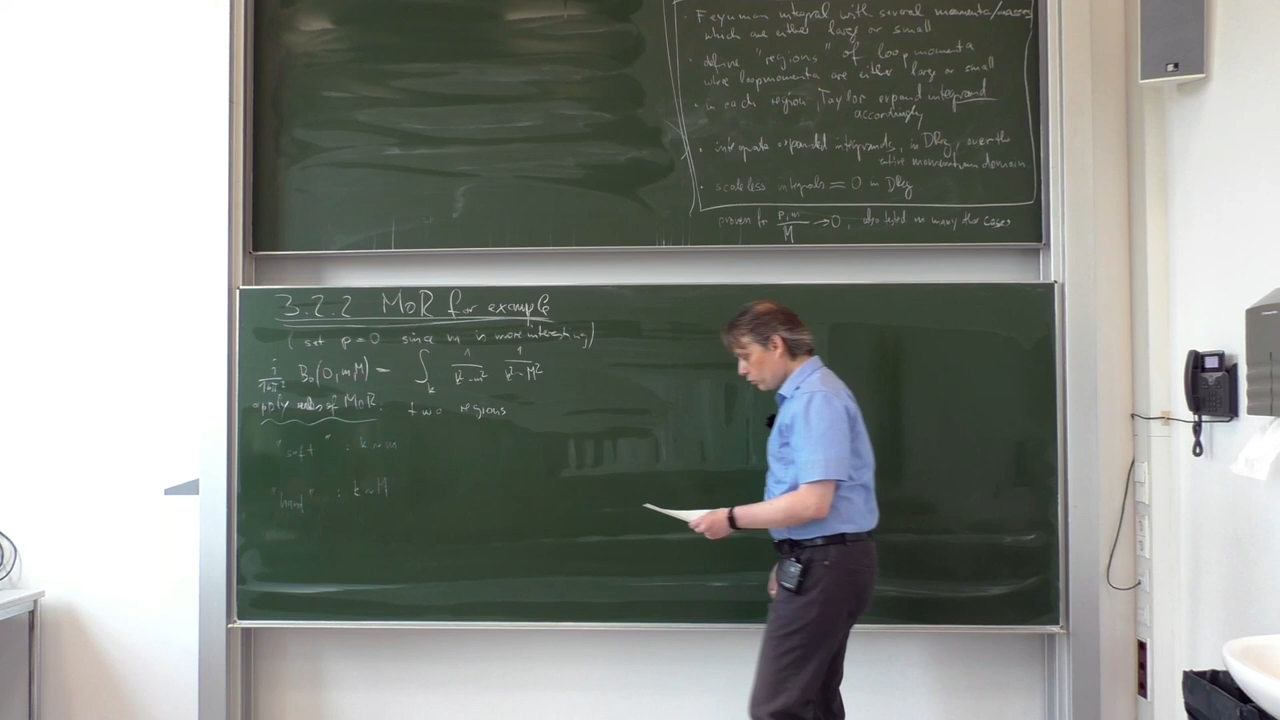 · Feynman integral with several momenta/masses
which are either large or small
· define "regions" of loop momenta
where loop momenta are either large or small
· in each region, Taylor expand integrand
accordingly
· integrate expanded integrands, in DReg, over the
entire momentum domain
· scaleless integrals = 0 in DReg
proven for p,m/M → 0, also tested in many other cases
3.2.2 MoR for example
(set p=0 since m is more interesting)
i/16π² B₀(0,m,M) = ∫_k 1/k²-m² 1/k²-M²
apply rules of MoR. two regions
"soft" : k~m
"hard" : k~M